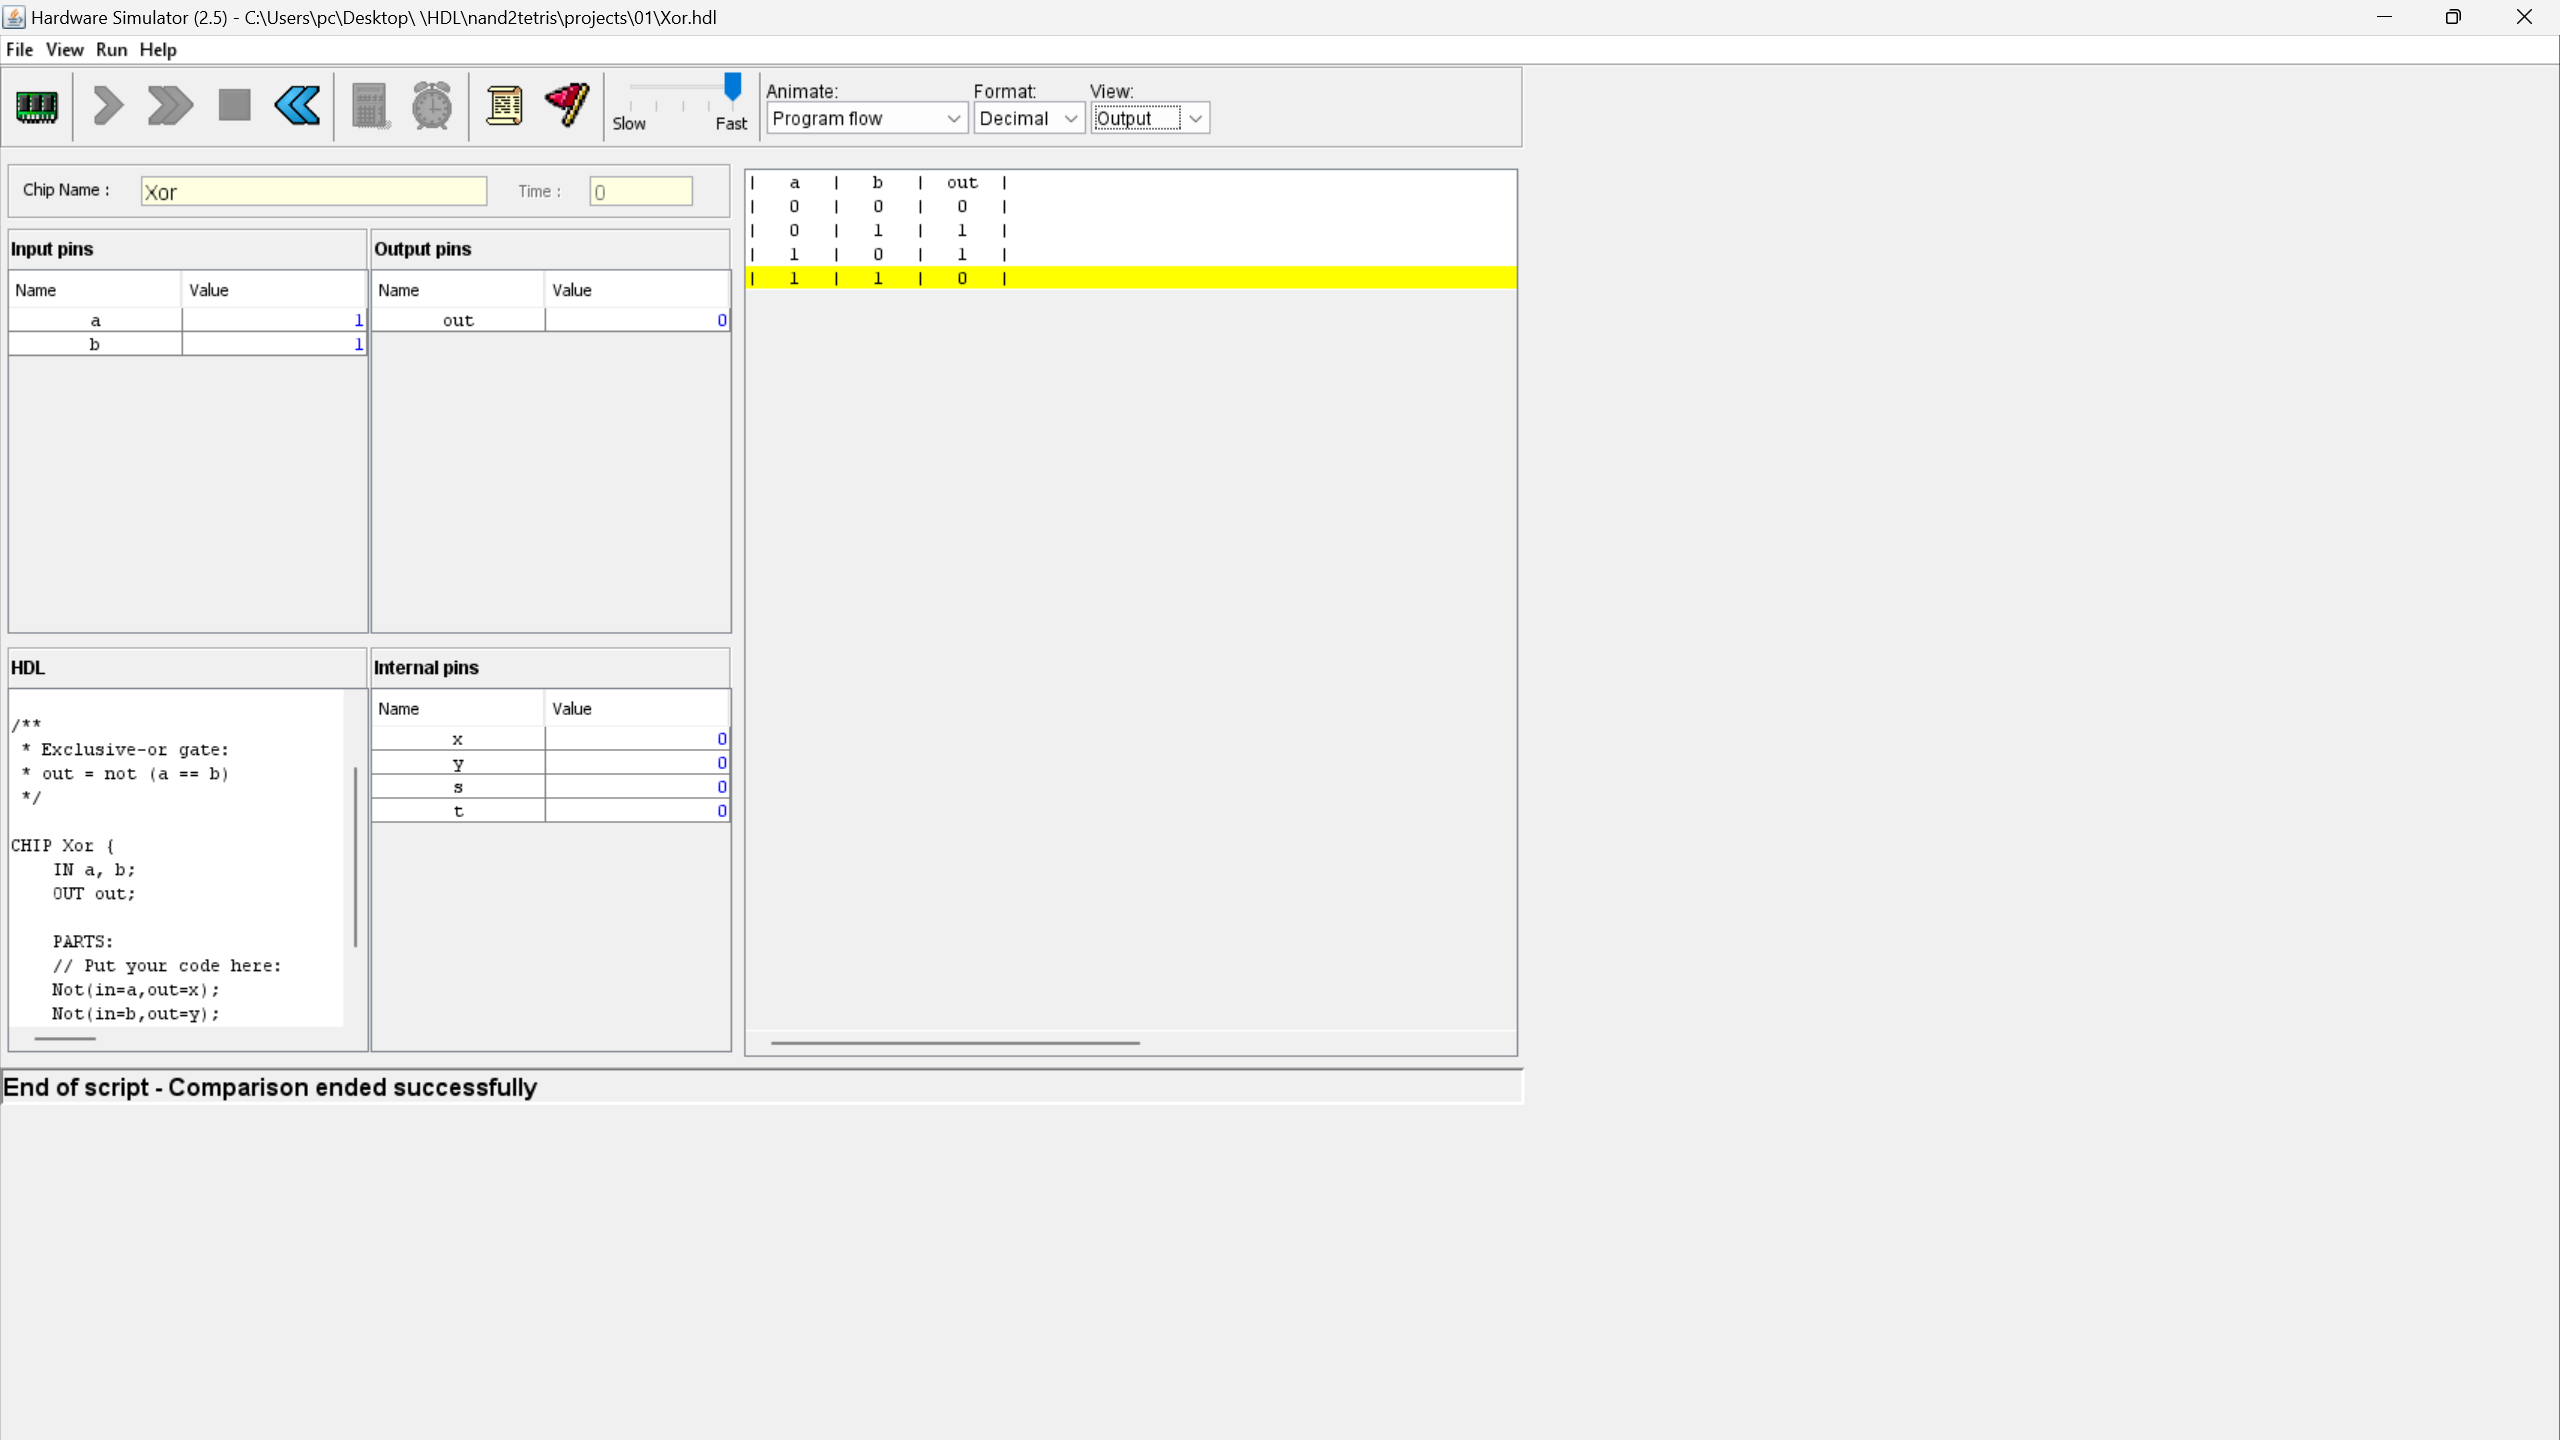 Hardware Simulator (2.5) - C:\Users\pc\Desktop\ \HDL\nand2tetris\projects\01\Xor.hdl
File View Run Help
Slow Fast
Animate: Format: View:
Program flow Decimal Output
Chip Name : Xor Time : 0
Input pins
Name Value
a 1
b 1
Output pins
Name Value
out 0
HDL
/**
* Exclusive-or gate:
* out = not (a == b)
*/
CHIP Xor {
IN a, b;
OUT out;
PARTS:
// Put your code here:
Not(in=a,out=x);
Not(in=b,out=y);
Internal pins
Name Value
x 0
y 0
s 0
t 0
| a | b | out |
| 0 | 0 | 0 |
| 0 | 1 | 1 |
| 1 | 0 | 1 |
| 1 | 1 | 0 |
End of script - Comparison ended successfully